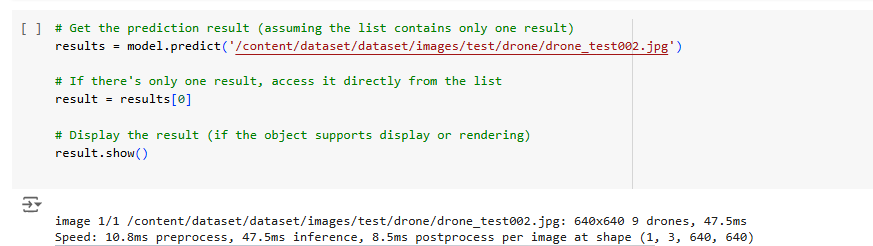 [ ] # Get the prediction result (assuming the list contains only one result)
results = model.predict('/content/dataset/dataset/images/test/drone/drone_test002.jpg')
# If there's only one result, access it directly from the list
result = results[0]
# Display the result (if the object supports display or rendering)
result.show()
image 1/1 /content/dataset/dataset/images/test/drone/drone_test002.jpg: 640x640 9 drones, 47.5ms
Speed: 10.8ms preprocess, 47.5ms inference, 8.5ms postprocess per image at shape (1, 3, 640, 640)